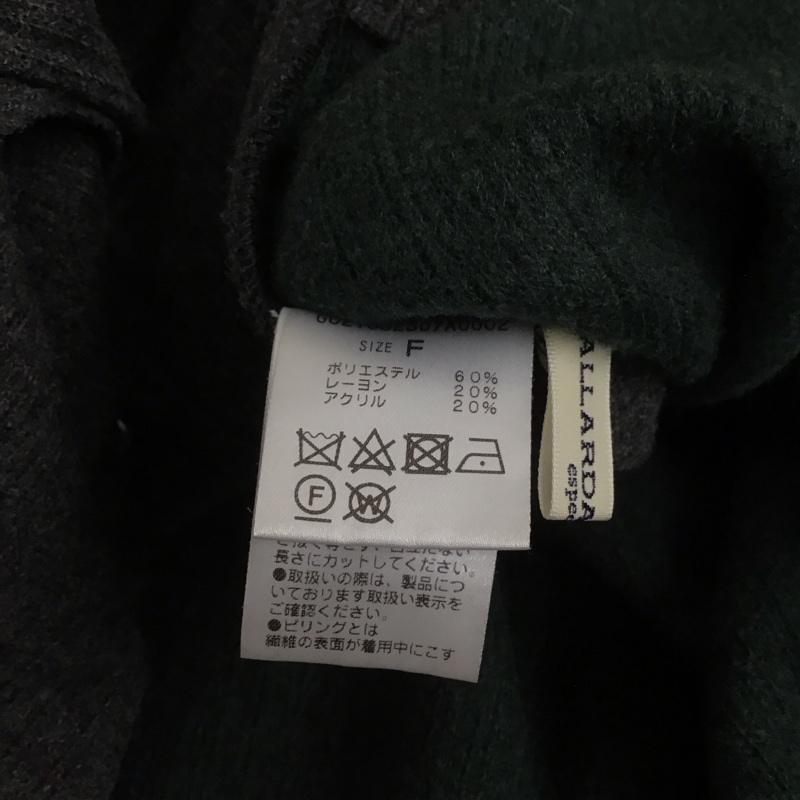 SIZE F
ポリエステル 60%
レーヨン 20%
アクリル 20%
F
W
長さにカットしてください。
●取扱いの際は、製品につ
いております取扱い表示を
ご確認ください。
●ピリングとは
繊維の表面が着用中にこす
ALLARDA
espe